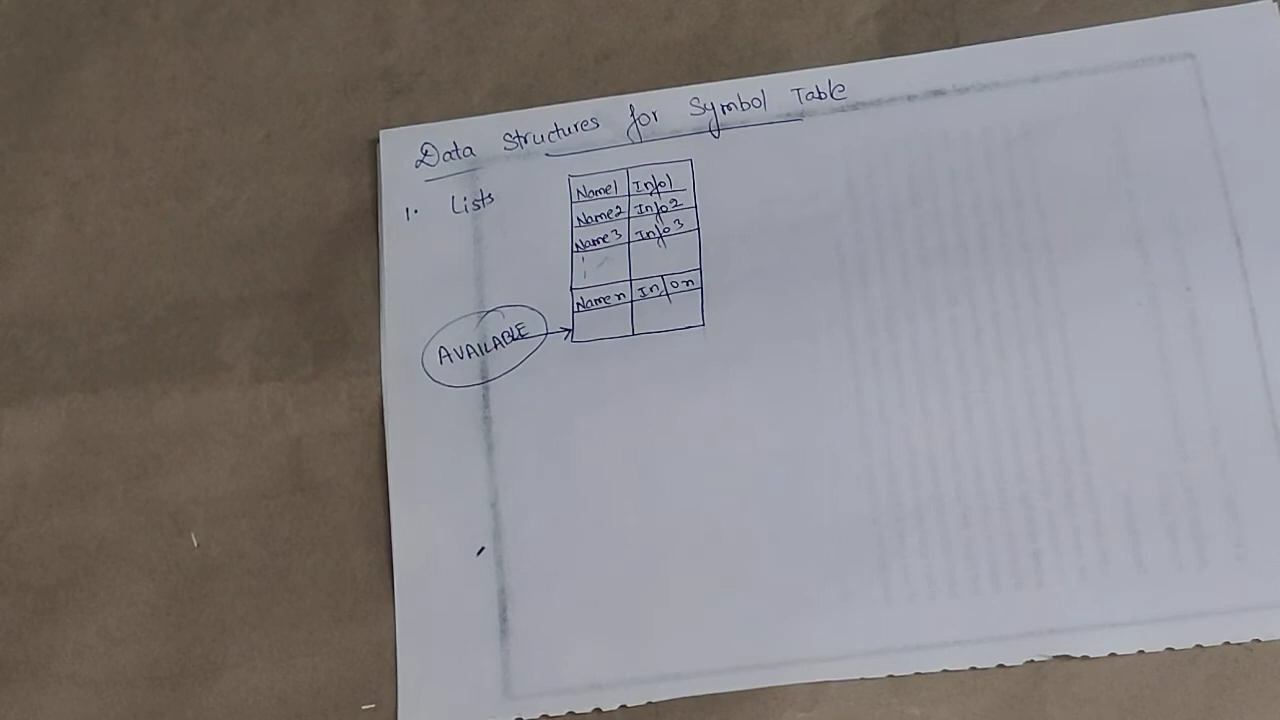 Data Structures for Symbol Table
1. Lists
Name1 Info1
Name2 Info2
Name3 Info3
⋮
Name n Info n
AVAILABLE